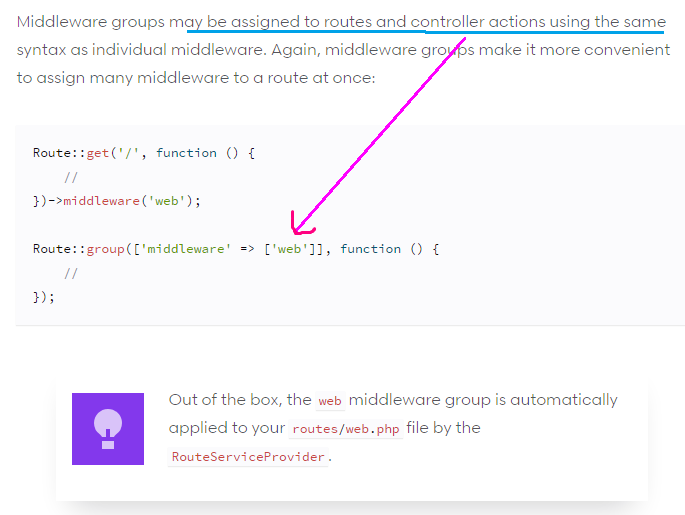 Middleware groups may be assigned to routes and controller actions using the same
syntax as individual middleware. Again, middleware groups make it more convenient
to assign many middleware to a route at once:
Route::get('/', function () {
    //
})->middleware('web');
Route::group(['middleware' => ['web']], function () {
    //
});
Out of the box, the web middleware group is automatically
applied to your routes/web.php file by the
RouteServiceProvider.